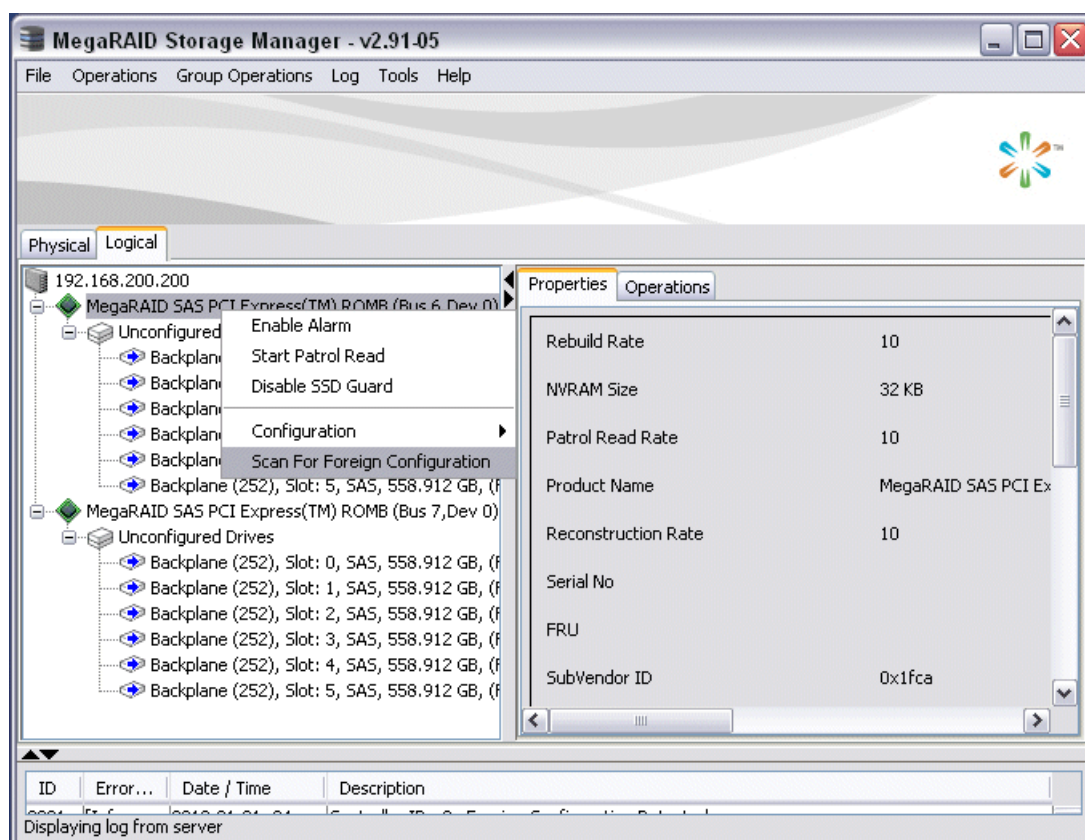 MegaRAID Storage Manager - v2.91-05
File Operations Group Operations Log Tools Help
TM
Physical Logical
192.168.200.200
MegaRAID SAS PCI Express(TM) ROMB (Bus 6,Dev 0)
Unconfigured
Backplane
Backplane
Backplane
Backplane
Backplane
Backplane (252), Slot: 5, SAS, 558.912 GB, (F
MegaRAID SAS PCI Express(TM) ROMB (Bus 7,Dev 0)
Unconfigured Drives
Backplane (252), Slot: 0, SAS, 558.912 GB, (F
Backplane (252), Slot: 1, SAS, 558.912 GB, (F
Backplane (252), Slot: 2, SAS, 558.912 GB, (F
Backplane (252), Slot: 3, SAS, 558.912 GB, (F
Backplane (252), Slot: 4, SAS, 558.912 GB, (F
Backplane (252), Slot: 5, SAS, 558.912 GB, (F
Enable Alarm
Start Patrol Read
Disable SSD Guard
Configuration
Scan For Foreign Configuration
Properties Operations
Rebuild Rate 10
NVRAM Size 32 KB
Patrol Read Rate 10
Product Name MegaRAID SAS PCI Ex
Reconstruction Rate 10
Serial No
FRU
SubVendor ID 0x1fca
ID Error... Date / Time Description
Displaying log from server